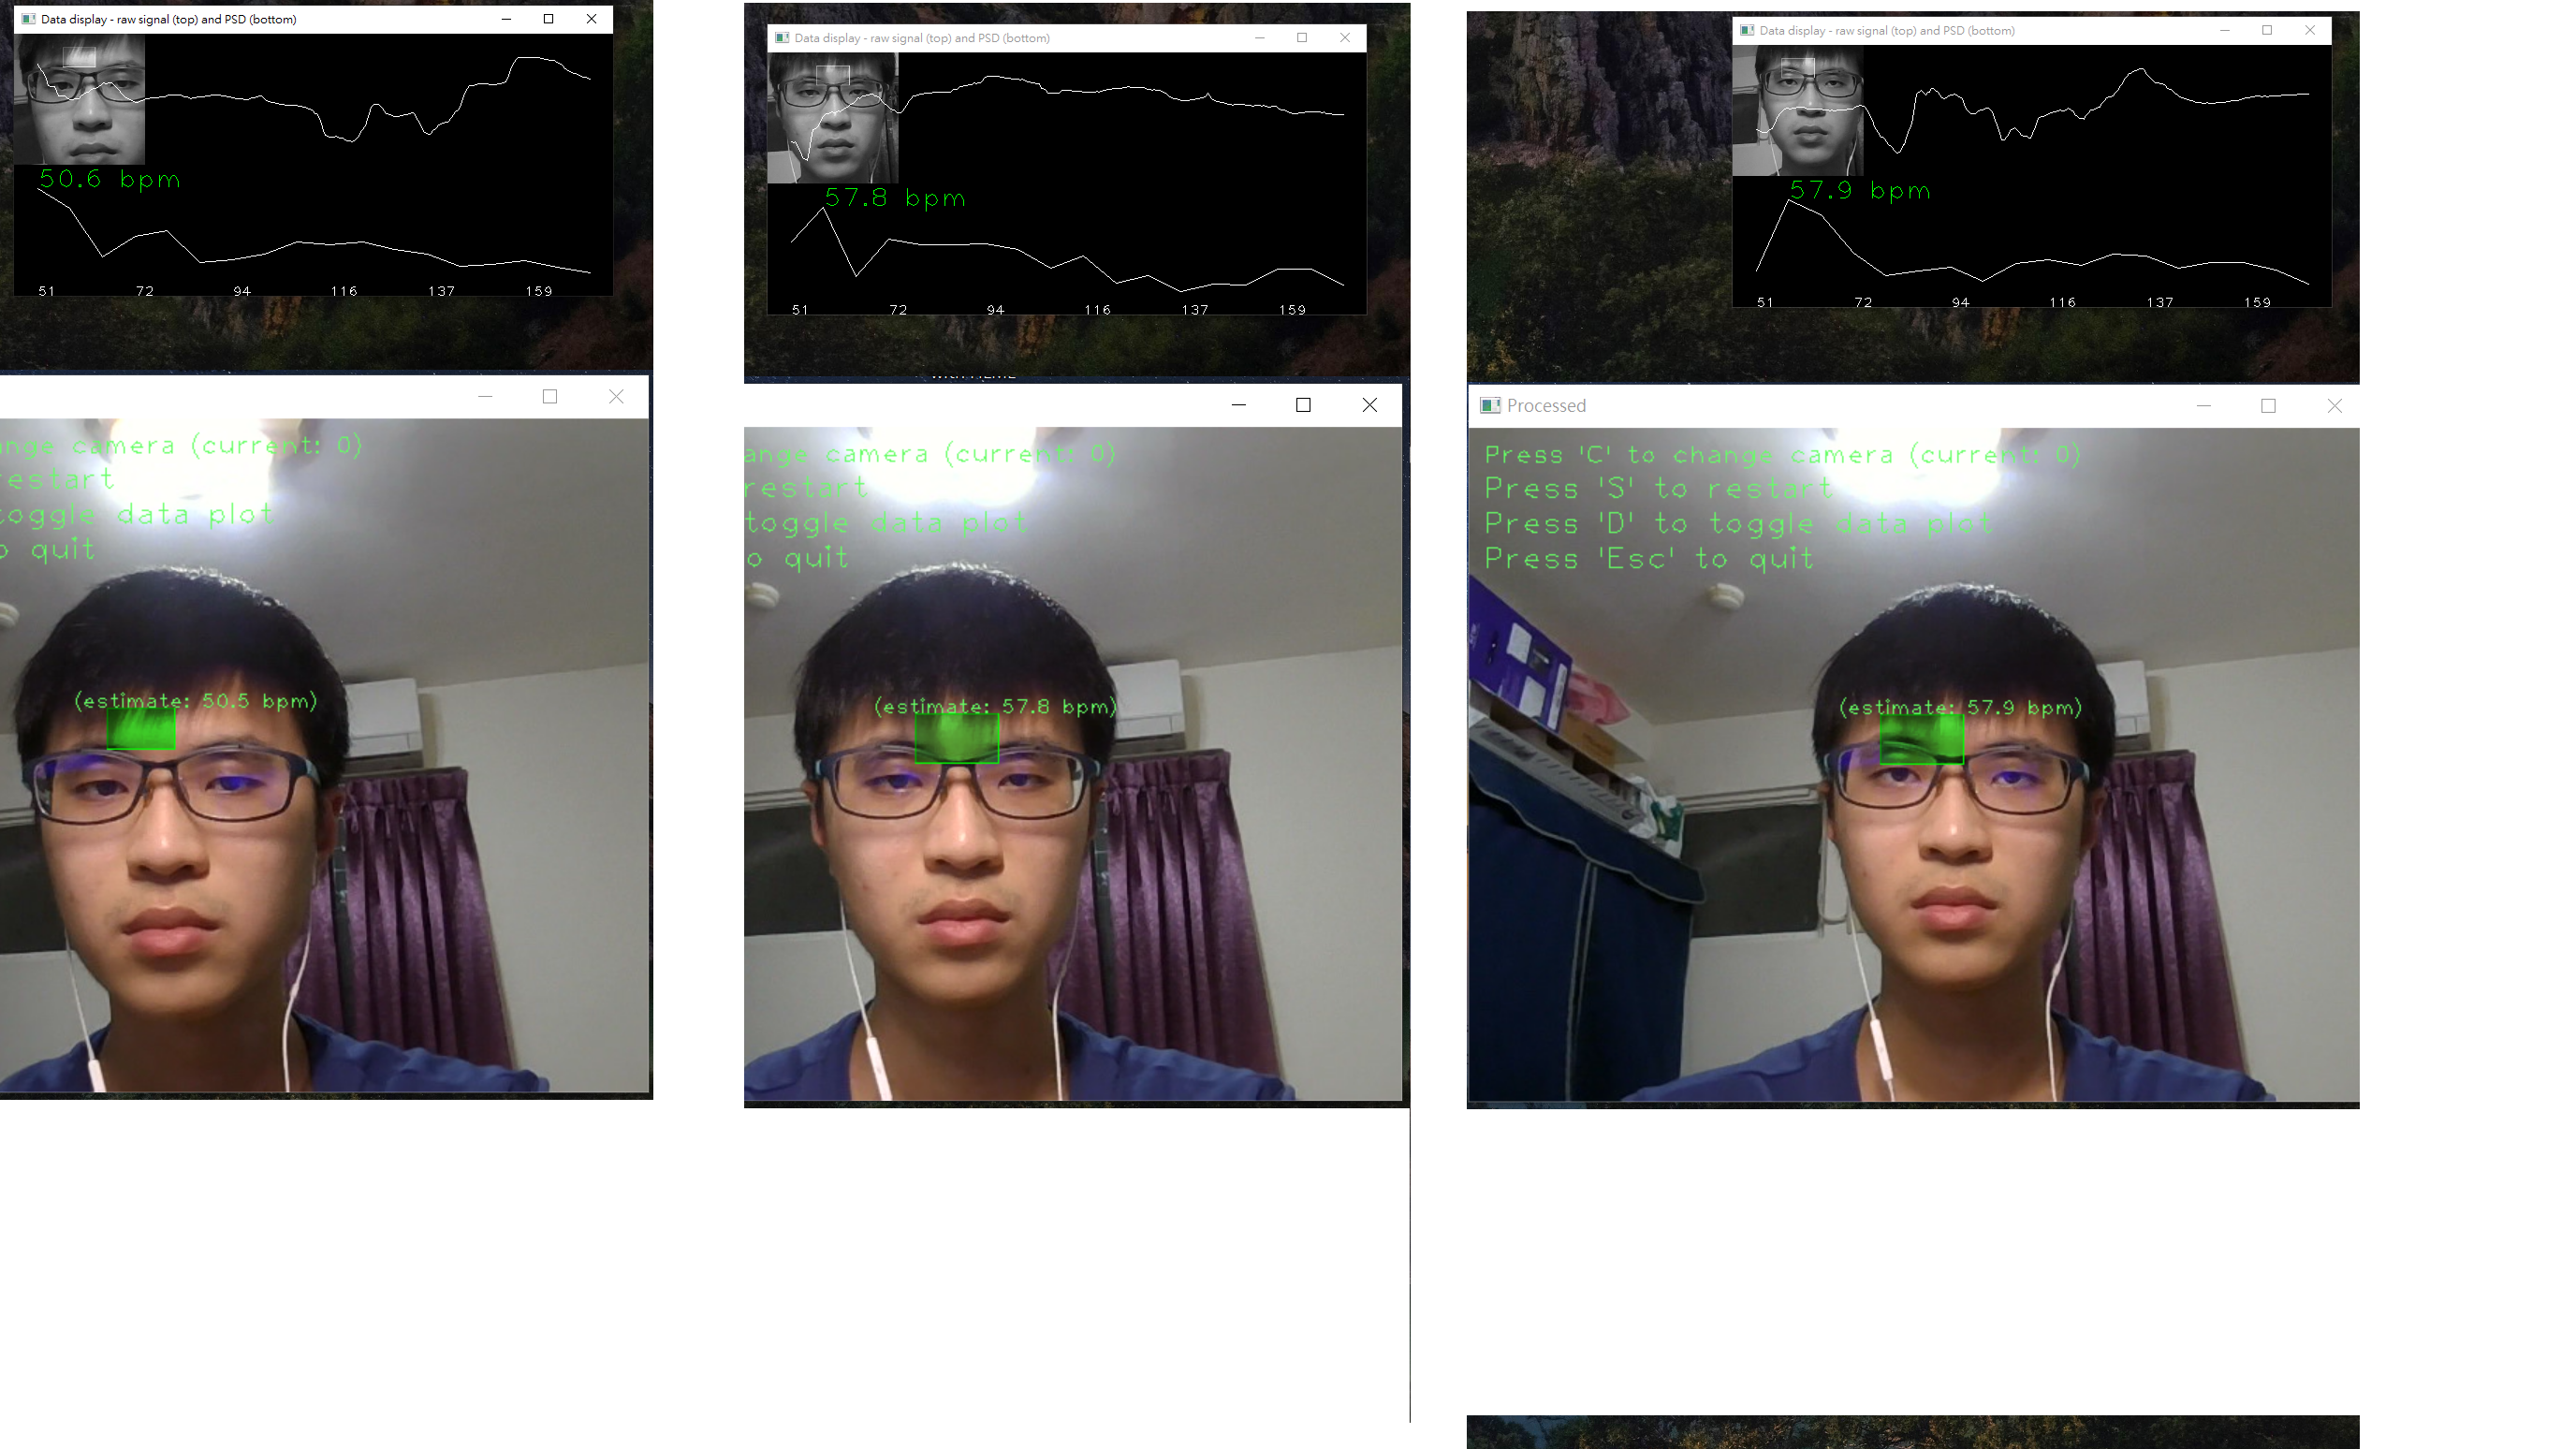 Data display - raw signal (top) and PSD (bottom)
50.6 bpm
51 72 94 116 137 159
ange camera (current: 0)
restart
toggle data plot
o quit
(estimate: 50.5 bpm)
Data display - raw signal (top) and PSD (bottom)
57.8 bpm
51 72 94 116 137 159
ange camera (current: 0)
restart
toggle data plot
o quit
(estimate: 57.8 bpm)
Data display - raw signal (top) and PSD (bottom)
57.9 bpm
51 72 94 116 137 159
Processed
Press 'C' to change camera (current: 0)
Press 'S' to restart
Press 'D' to toggle data plot
Press 'Esc' to quit
(estimate: 57.9 bpm)